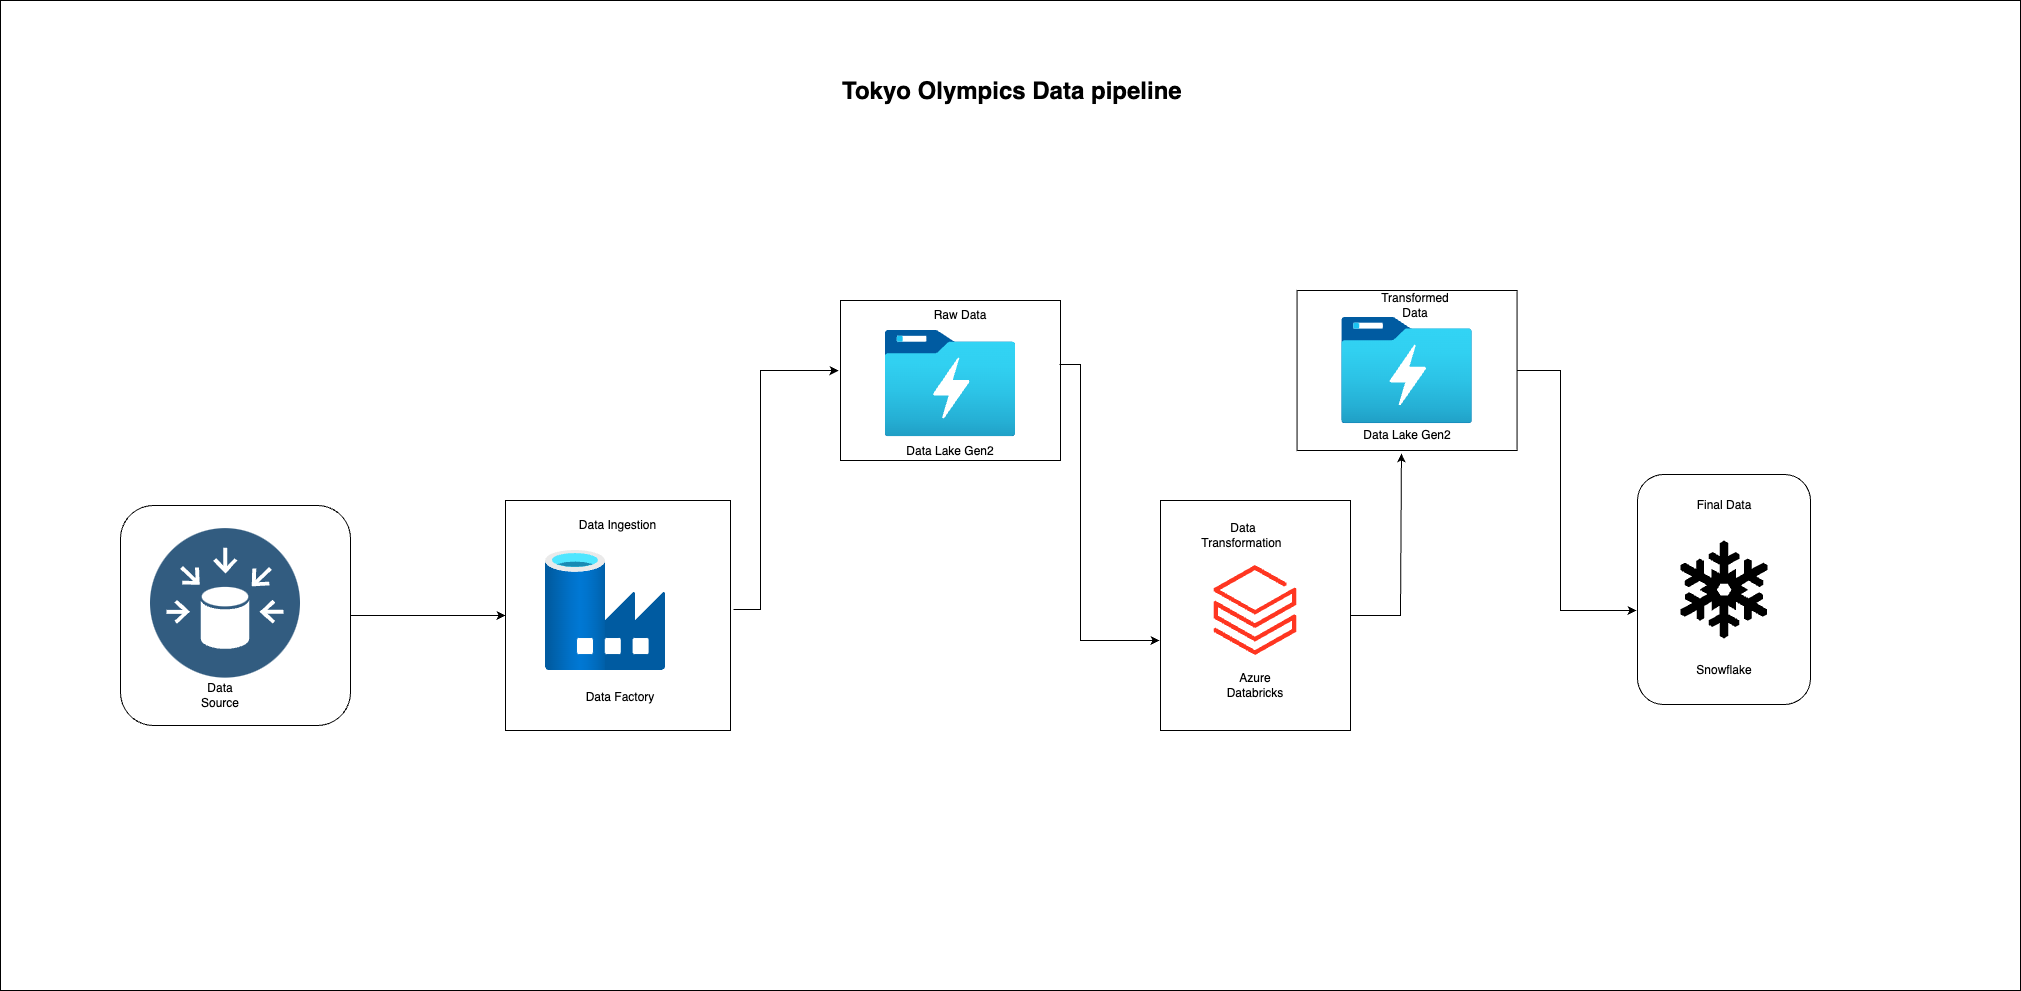 Tokyo Olympics Data pipeline
Data
Source
Data Ingestion
Data Factory
Raw Data
Data Lake Gen2
Data
Transformation
Azure
Databricks
Transformed
Data
Data Lake Gen2
Final Data
Snowflake